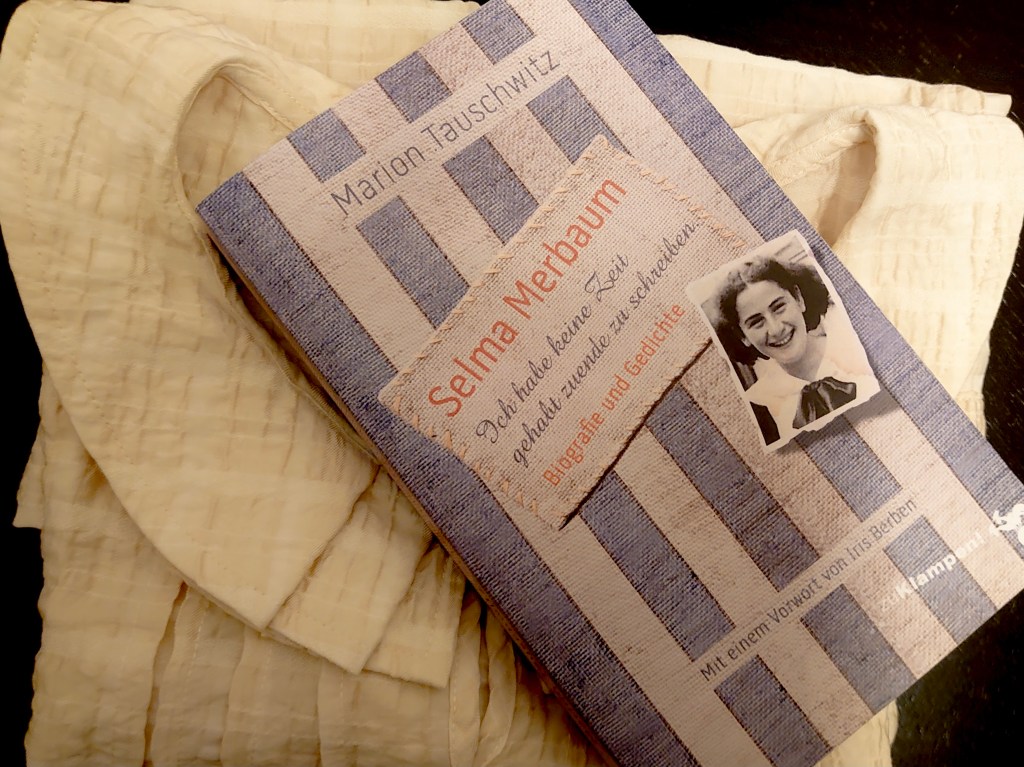 Marion Tauschwitz
Selma Merbaum
Ich habe keine Zeit
gehabt zuende zu schreiben
Biografie und Gedichte
Mit einem Vorwort von Iris Berben
zu Klampen!